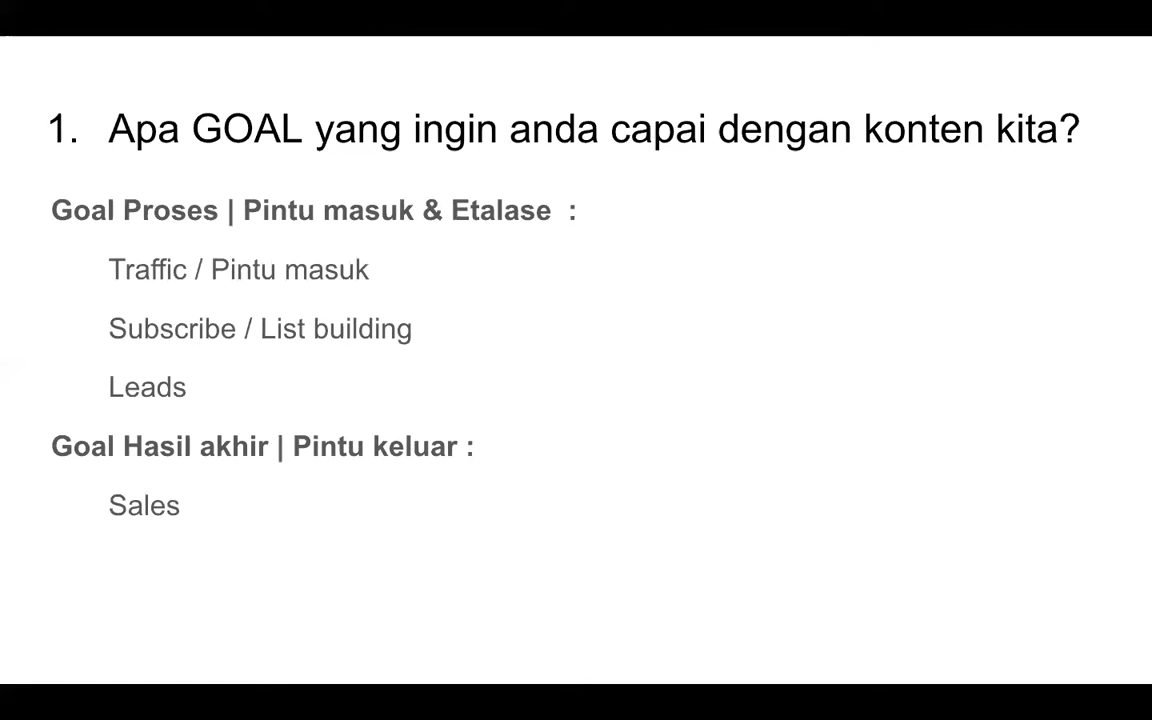 1. Apa GOAL yang ingin anda capai dengan konten kita?
Goal Proses | Pintu masuk & Etalase :
Traffic / Pintu masuk
Subscribe / List building
Leads
Goal Hasil akhir | Pintu keluar :
Sales